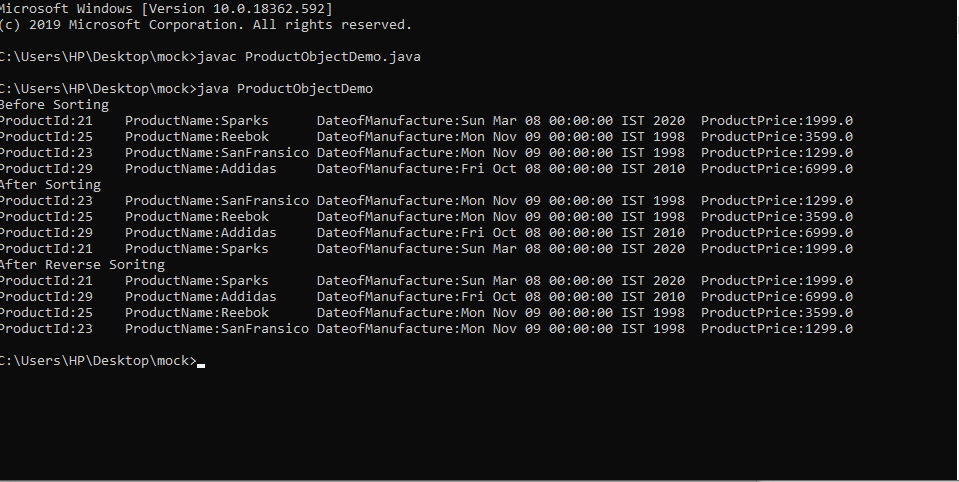 Microsoft Windows [Version 10.0.18362.592]
(c) 2019 Microsoft Corporation. All rights reserved.
C:\Users\HP\Desktop\mock>javac ProductObjectDemo.java
C:\Users\HP\Desktop\mock>java ProductObjectDemo
Before Sorting
ProductId:21    ProductName:Sparks      DateofManufacture:Sun Mar 08 00:00:00 IST 2020  ProductPrice:1999.0
ProductId:25    ProductName:Reebok      DateofManufacture:Mon Nov 09 00:00:00 IST 1998  ProductPrice:3599.0
ProductId:23    ProductName:SanFransico DateofManufacture:Mon Nov 09 00:00:00 IST 1998  ProductPrice:1299.0
ProductId:29    ProductName:Addidas     DateofManufacture:Fri Oct 08 00:00:00 IST 2010  ProductPrice:6999.0
After Sorting
ProductId:23    ProductName:SanFransico DateofManufacture:Mon Nov 09 00:00:00 IST 1998  ProductPrice:1299.0
ProductId:25    ProductName:Reebok      DateofManufacture:Mon Nov 09 00:00:00 IST 1998  ProductPrice:3599.0
ProductId:29    ProductName:Addidas     DateofManufacture:Fri Oct 08 00:00:00 IST 2010  ProductPrice:6999.0
ProductId:21    ProductName:Sparks      DateofManufacture:Sun Mar 08 00:00:00 IST 2020  ProductPrice:1999.0
After Reverse Soritng
ProductId:21    ProductName:Sparks      DateofManufacture:Sun Mar 08 00:00:00 IST 2020  ProductPrice:1999.0
ProductId:29    ProductName:Addidas     DateofManufacture:Fri Oct 08 00:00:00 IST 2010  ProductPrice:6999.0
ProductId:25    ProductName:Reebok      DateofManufacture:Mon Nov 09 00:00:00 IST 1998  ProductPrice:3599.0
ProductId:23    ProductName:SanFransico DateofManufacture:Mon Nov 09 00:00:00 IST 1998  ProductPrice:1299.0
C:\Users\HP\Desktop\mock>